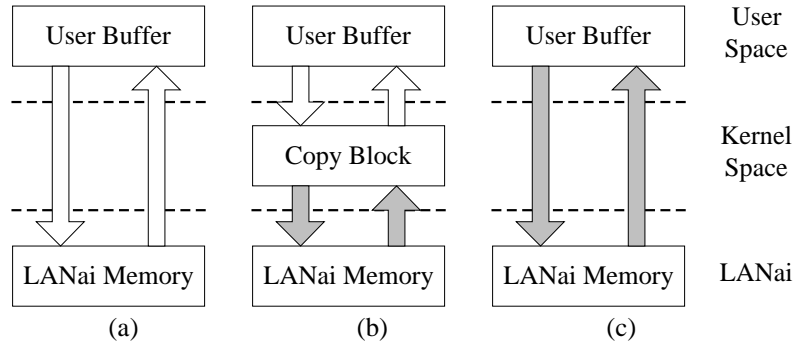 User Buffer
User Buffer
User Buffer
User
Space
Copy Block
Kernel
Space
LANai Memory
LANai Memory
LANai Memory
LANai
(a)
(b)
(c)